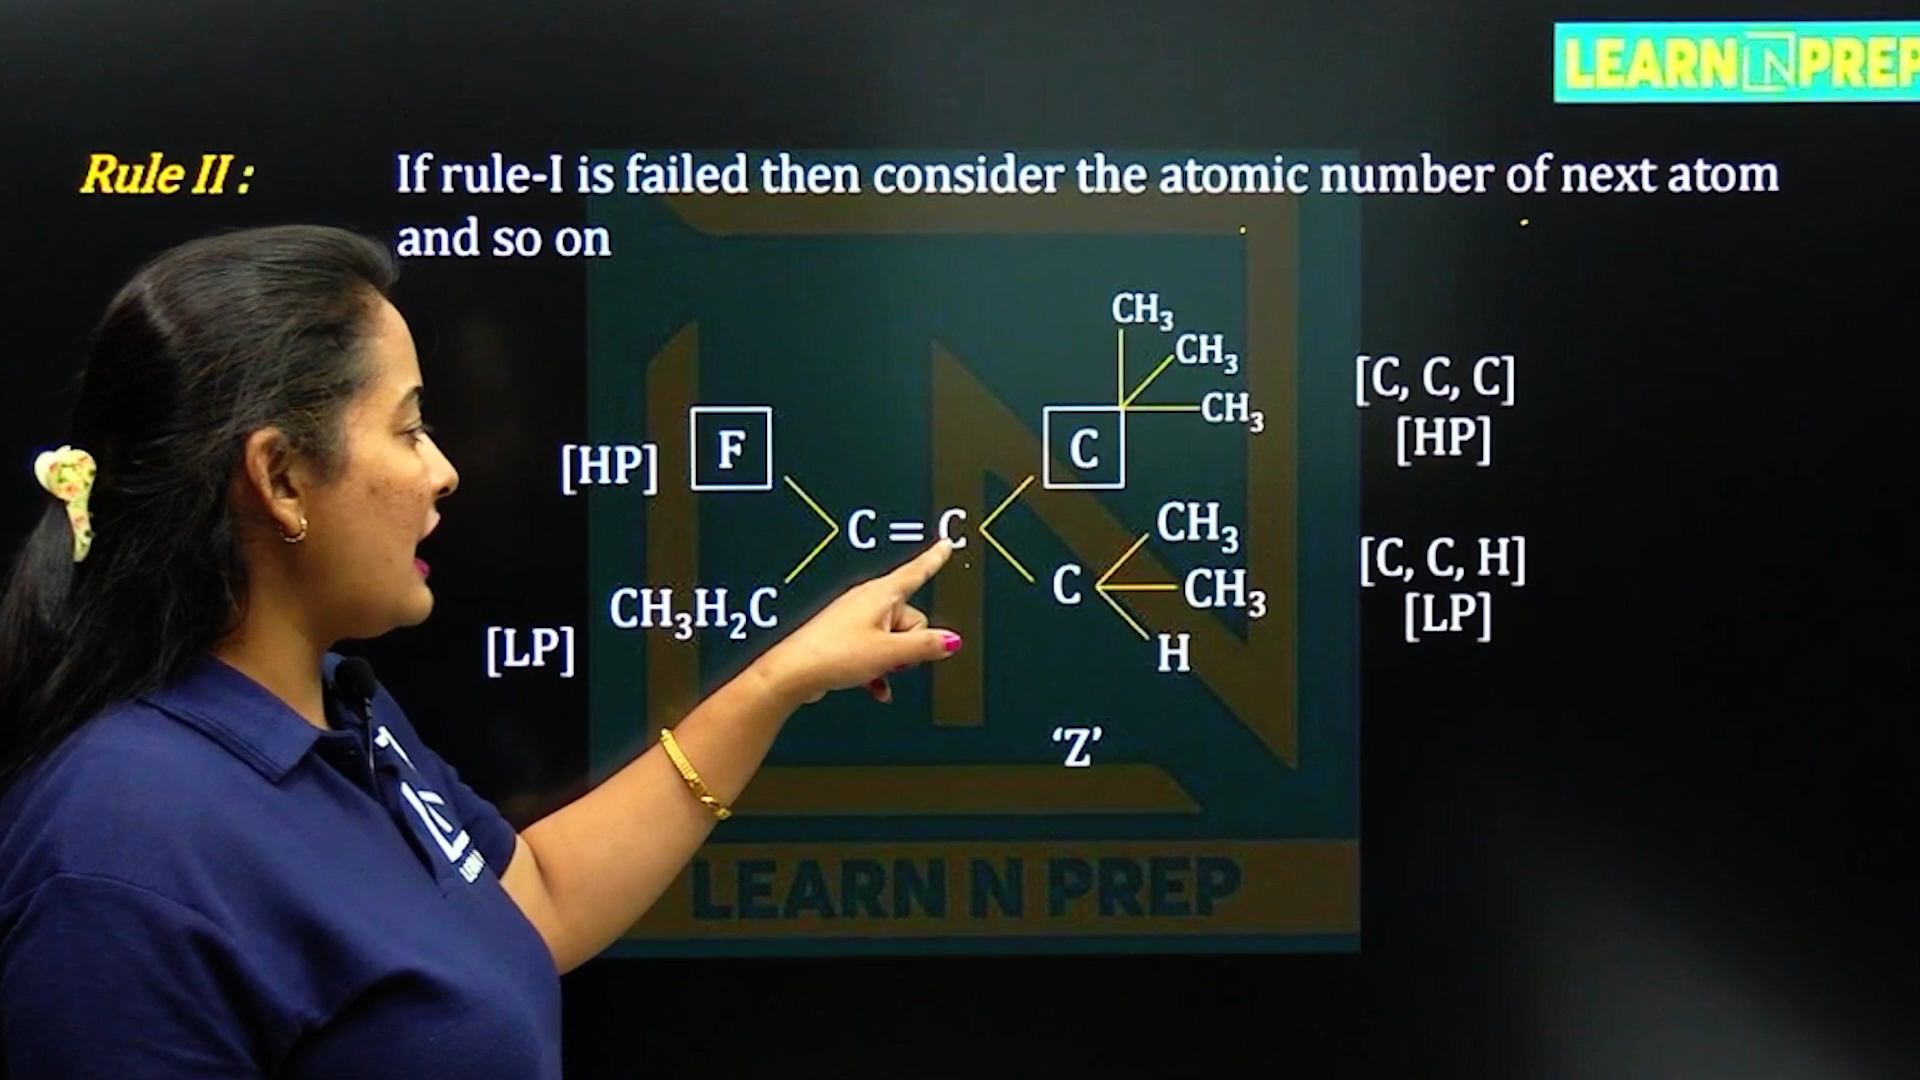 LEARN N PREP
Rule II :
If rule-I is failed then consider the atomic number of next atom
and so on
CH₃
CH₃
CH₃
[C, C, C]
[HP]
[HP]
F
C
C = C
CH₃
C
CH₃
H
[C, C, H]
[LP]
CH₃H₂C
[LP]
‘Z’
LEARN N PREP